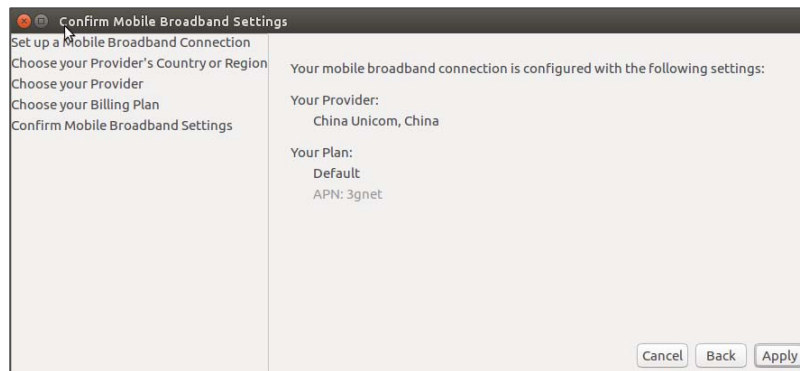 Confirm Mobile Broadband Settings
Set up a Mobile Broadband Connection
Choose your Provider's Country or Region
Choose your Provider
Choose your Billing Plan
Confirm Mobile Broadband Settings
Your mobile broadband connection is configured with the following settings:
Your Provider:
China Unicom, China
Your Plan:
Default
APN: 3gnet
Cancel
Back
Apply